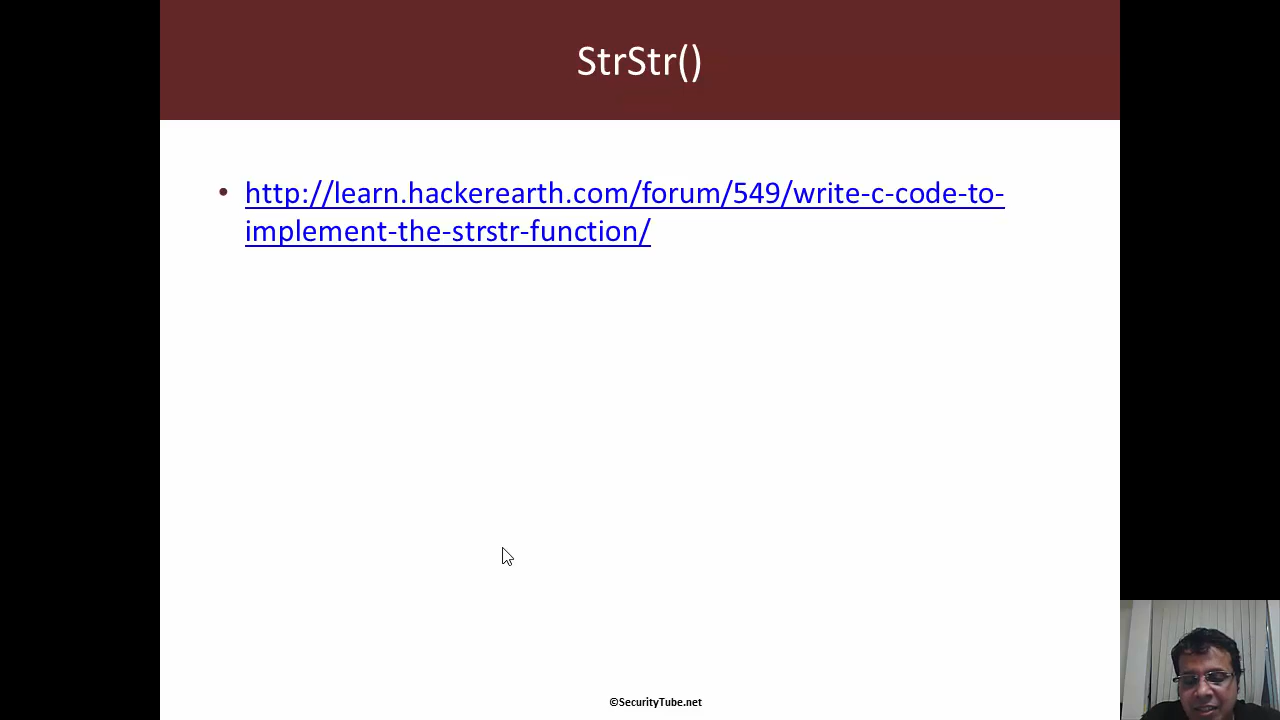 StrStr()
• http://learn.hackerearth.com/forum/549/write-c-code-to-
implement-the-strstr-function/
©SecurityTube.net